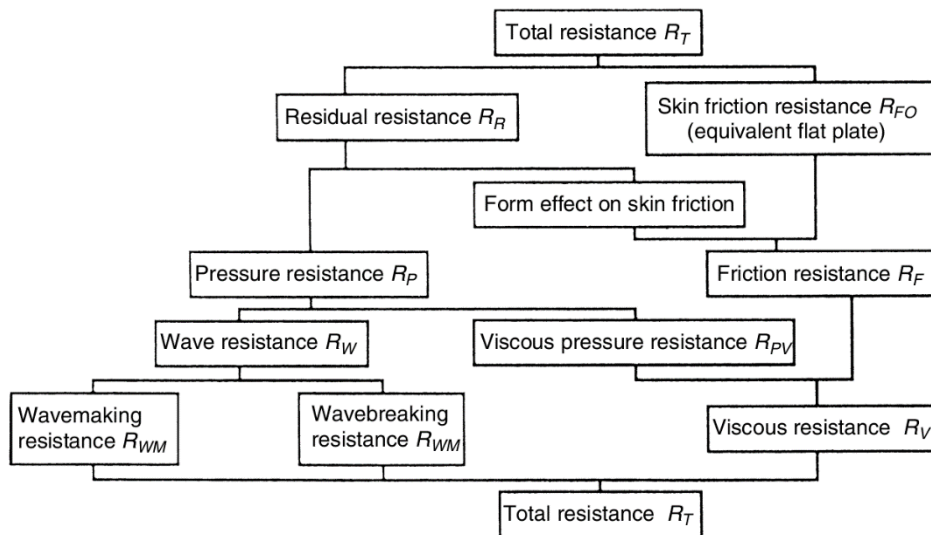 Total resistance R_T
Residual resistance R_R
Skin friction resistance R_FO
(equivalent flat plate)
Form effect on skin friction
Pressure resistance R_P
Friction resistance R_F
Wave resistance R_W
Viscous pressure resistance R_PV
Wavemaking
resistance R_WM
Wavebreaking
resistance R_WM
Viscous resistance R_V
Total resistance R_T